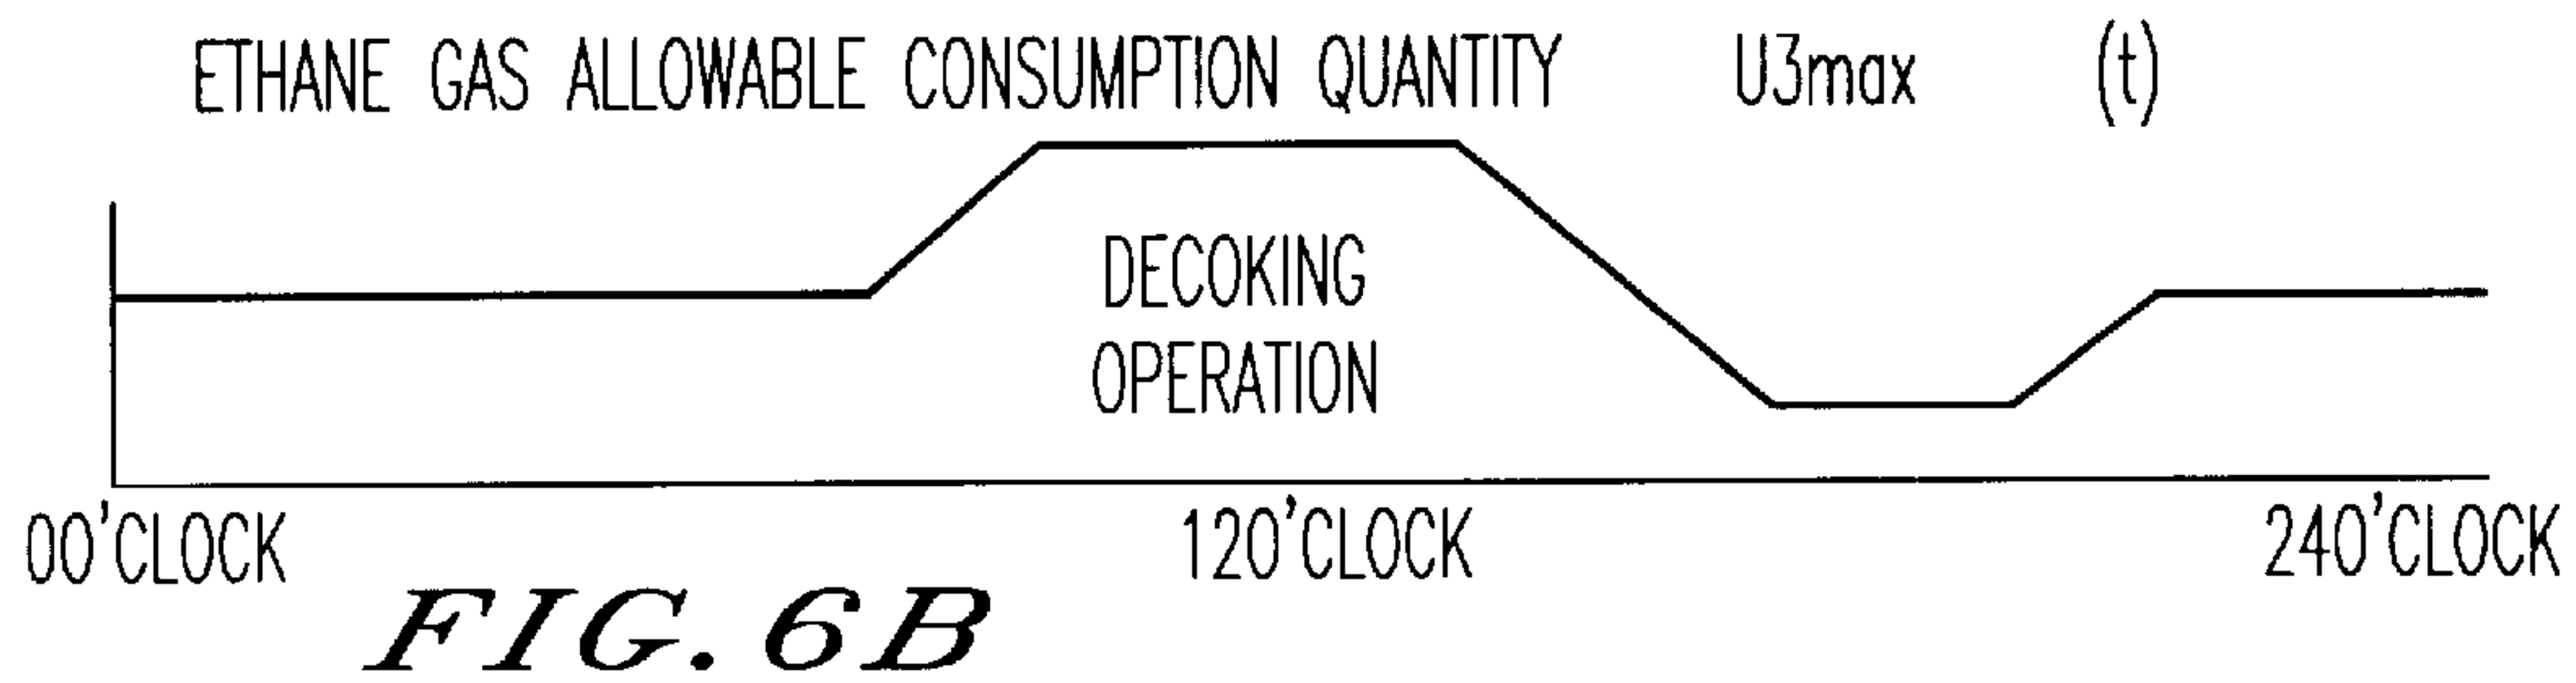 ETHANE GAS ALLOWABLE CONSUMPTION QUANTITY U3max (t)
DECOKING
OPERATION
00'CLOCK 120'CLOCK 240'CLOCK
FIG. 6B